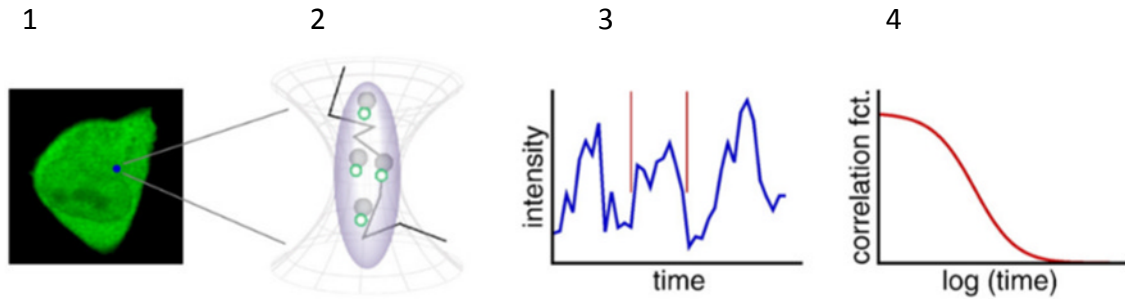 1 2 3 4
intensity
time
correlation fct.
log (time)